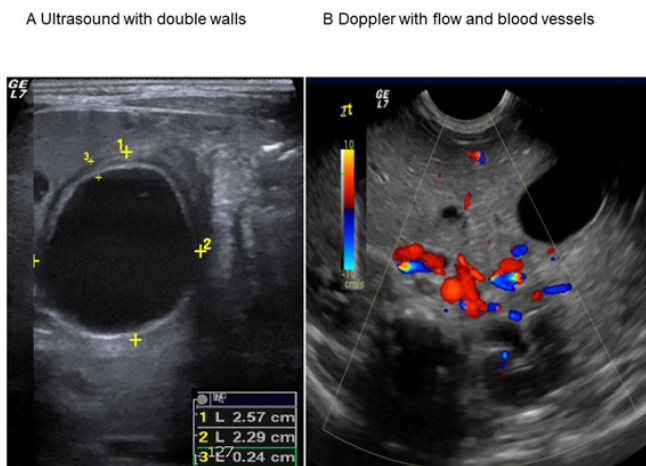 A Ultrasound with double walls
B Doppler with flow and blood vessels
GE
L7
3
1
2
1 L 2.57 cm
2 L 2.29 cm
127
3 L 0.24 cm
GE
L7
10
-10
cm/s